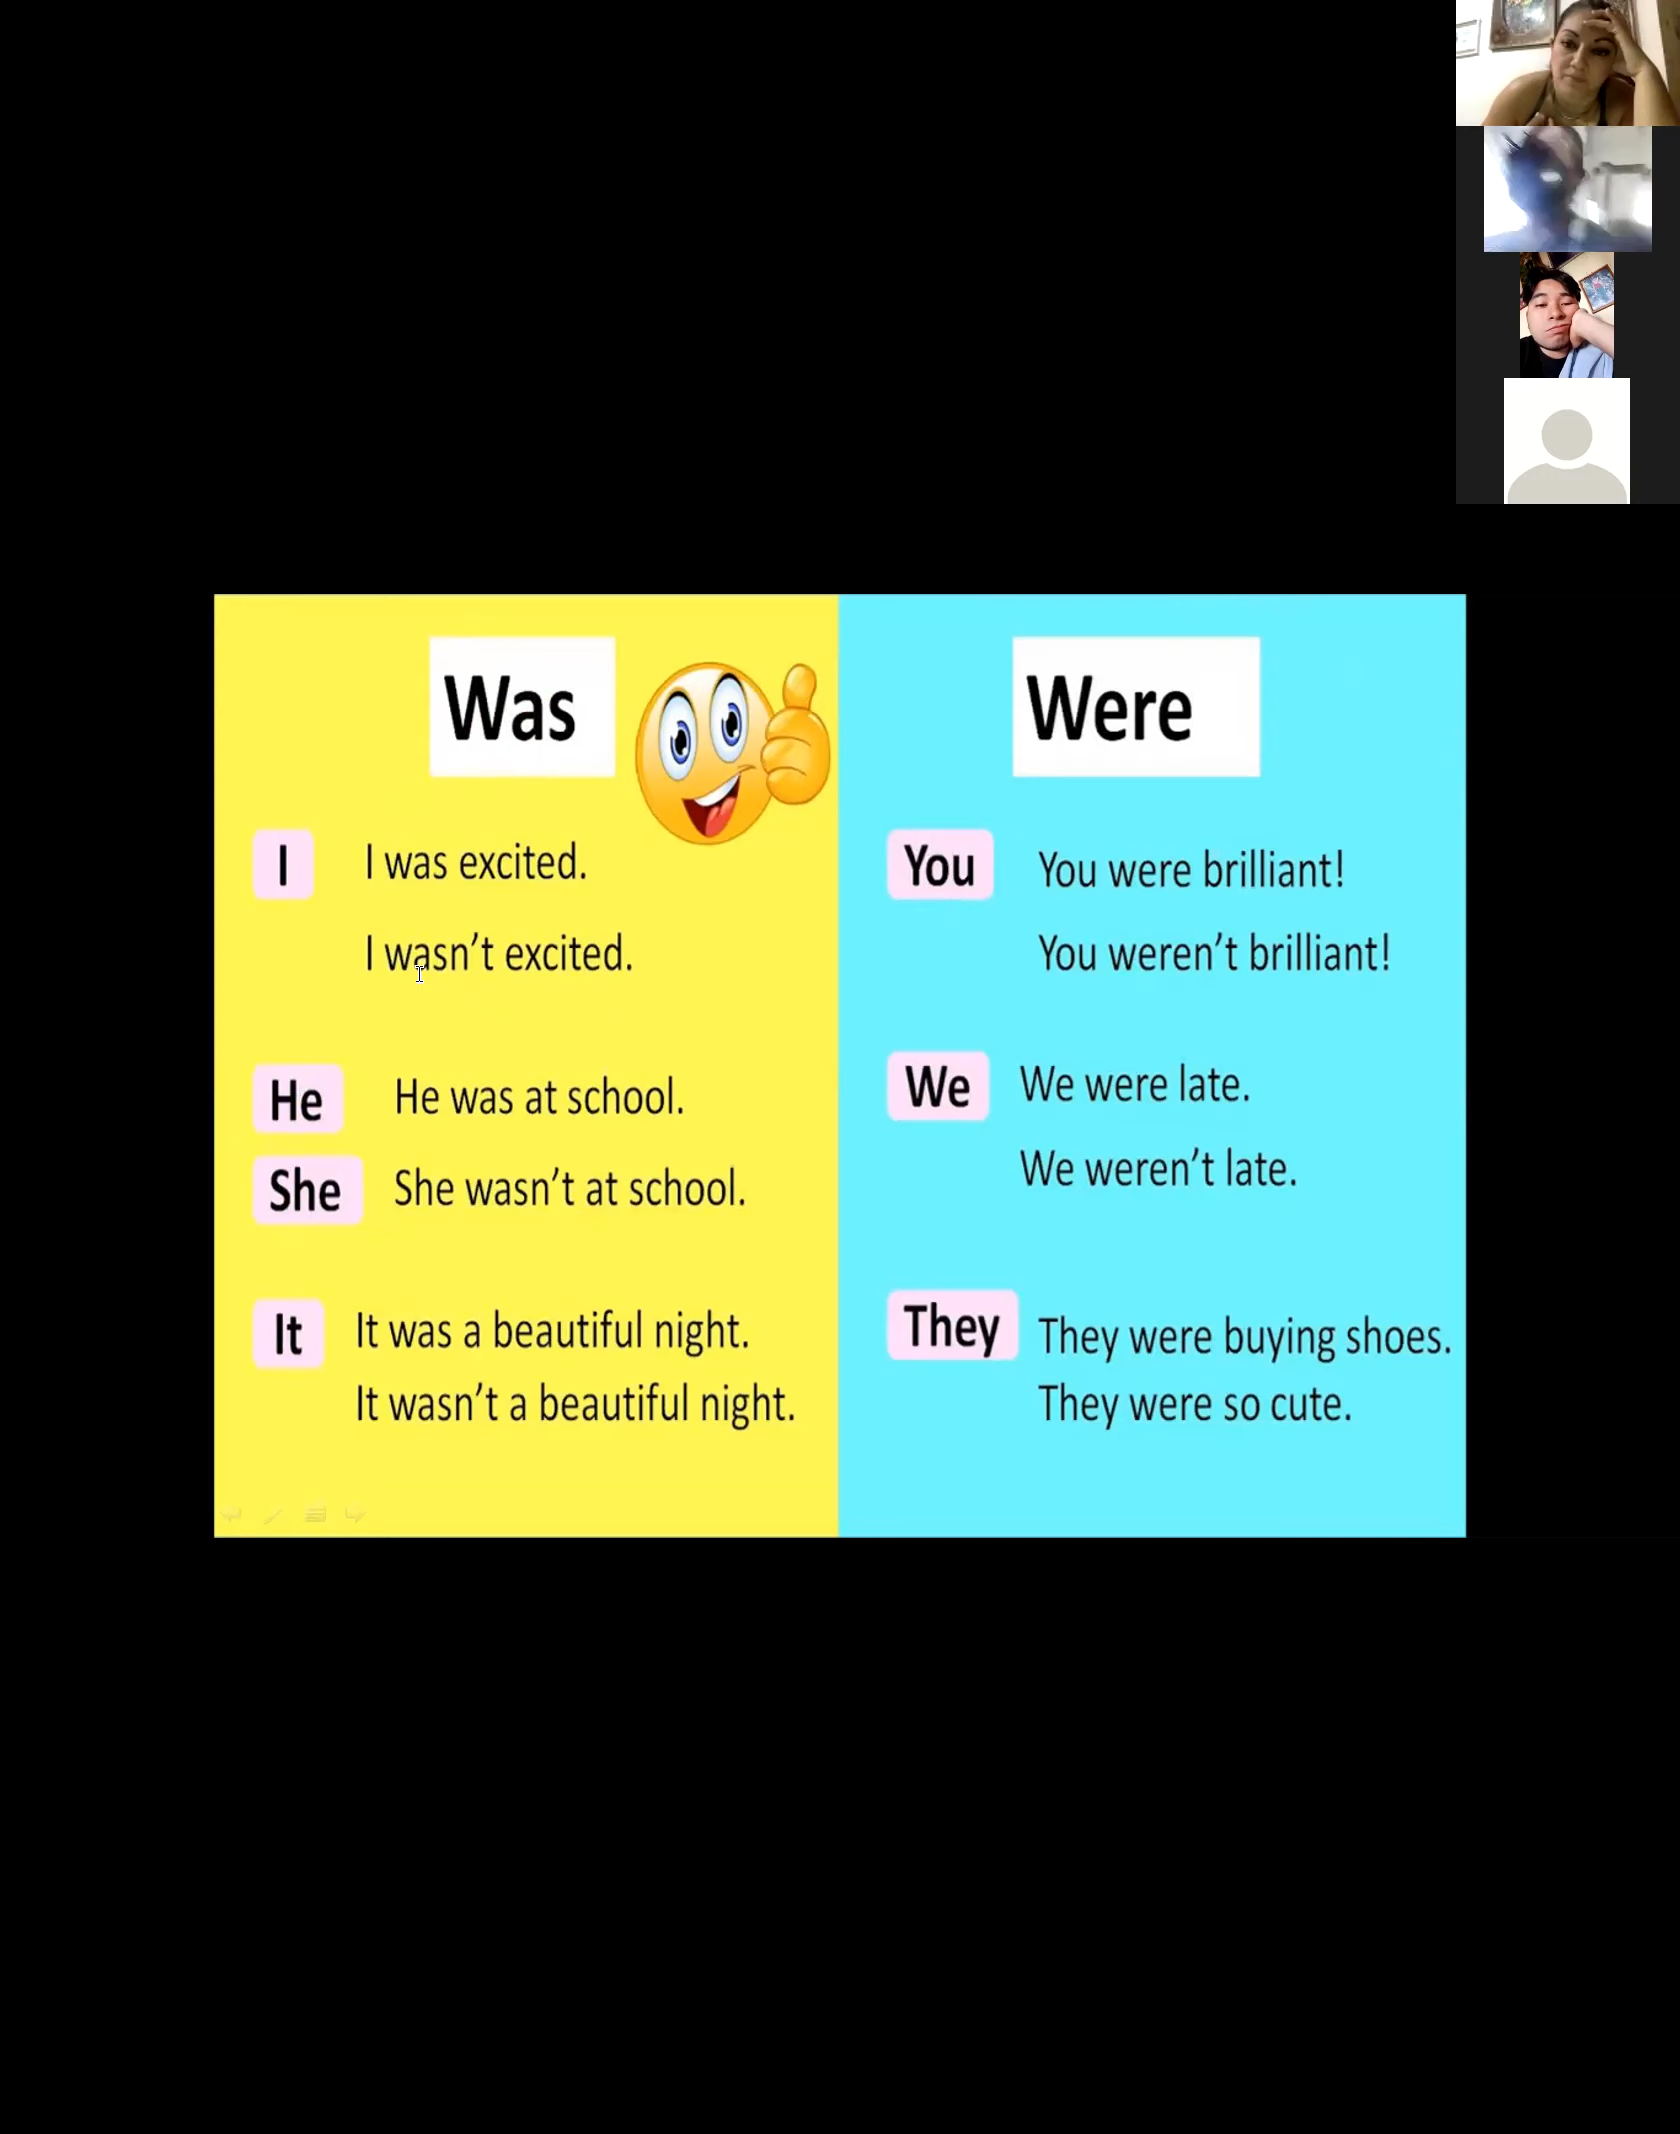 Was
I
I was excited.
I wasn't excited.
He
He was at school.
She
She wasn't at school.
It
It was a beautiful night.
It wasn't a beautiful night.
Were
You
You were brilliant!
You weren't brilliant!
We
We were late.
We weren't late.
They
They were buying shoes.
They were so cute.